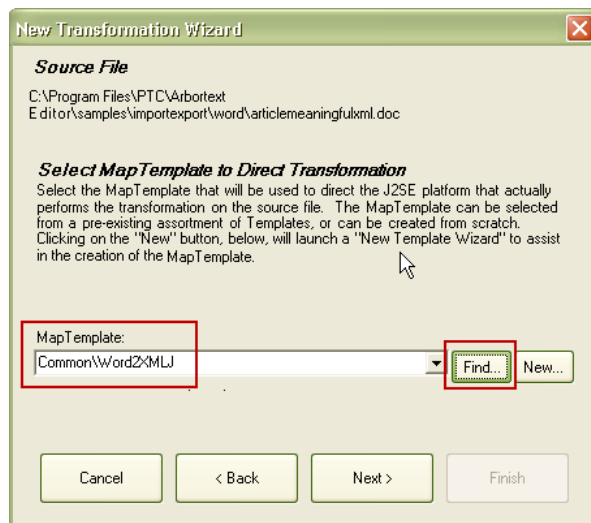 New Transformation Wizard
Source File
C:\Program Files\PTC\Arbortext
Editor\samples\importexport\word\articlemeaningfulxml.doc
Select MapTemplate to Direct Transformation
Select the MapTemplate that will be used to direct the J2SE platform that actually
performs the transformation on the source file. The MapTemplate can be selected
from a pre-existing assortment of Templates, or can be created from scratch.
Clicking on the "New" button, below, will launch a "New Template Wizard" to assist
in the creation of the MapTemplate.
MapTemplate:
Common\Word2XMLJ
Find... New...
Cancel < Back Next > Finish